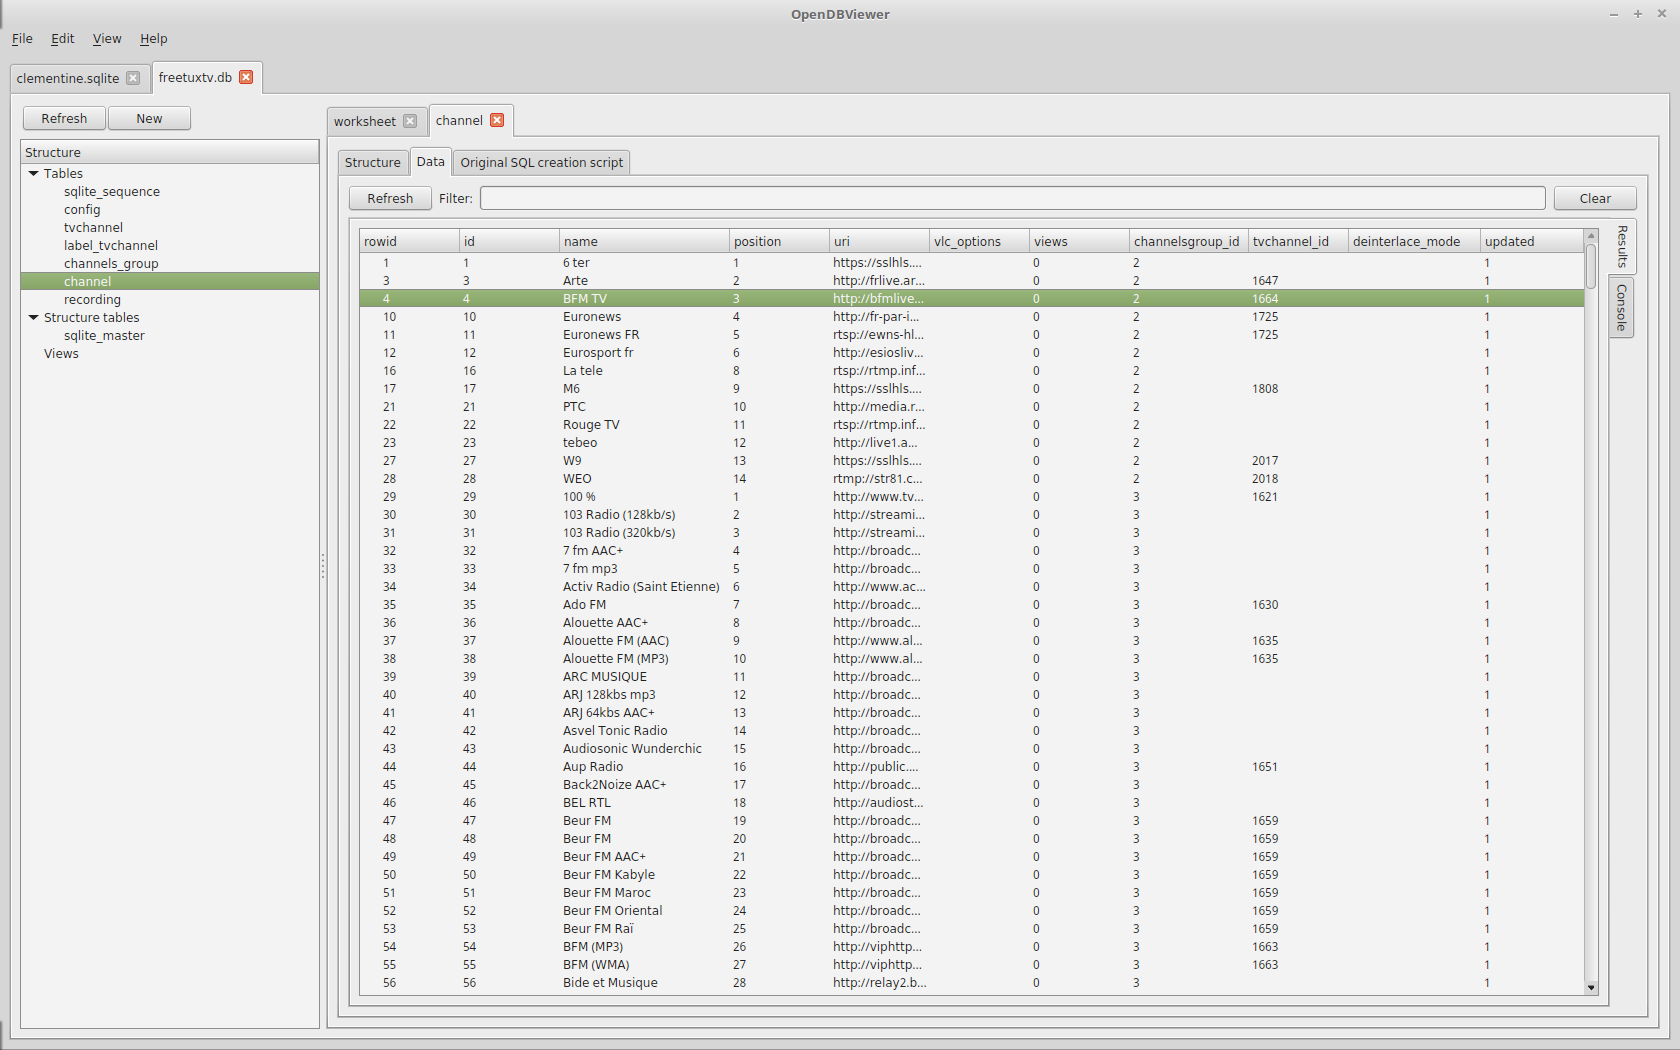 OpenDBViewer
File Edit View Help
clementine.sqlite freetuxtv.db
Refresh New
Structure
Tables
sqlite_sequence
config
tvchannel
label_tvchannel
channels_group
channel
recording
Structure tables
sqlite_master
Views
worksheet channel
Structure Data Original SQL creation script
Refresh Filter: Clear
rowid id name position uri vlc_options views channelsgroup_id tvchannel_id deinterlace_mode updated
1 1 6 ter 1 https://sslhls.... 0 2 1
3 3 Arte 2 http://frlive.ar... 0 2 1647 1
4 4 BFM TV 3 http://bfmlive... 0 2 1664 1
10 10 Euronews 4 http://fr-par-i... 0 2 1725 1
11 11 Euronews FR 5 rtsp://ewns-hl... 0 2 1725 1
12 12 Eurosport fr 6 http://esiosliv... 0 2 1
16 16 La tele 8 rtsp://rtmp.inf... 0 2 1
17 17 M6 9 https://sslhls.... 0 2 1808 1
21 21 PTC 10 http://media.r... 0 2 1
22 22 Rouge TV 11 rtsp://rtmp.inf... 0 2 1
23 23 tebeo 12 http://live1.a... 0 2 1
27 27 W9 13 https://sslhls.... 0 2 2017 1
28 28 WEO 14 rtmp://str81.c... 0 2 2018 1
29 29 100 % 1 http://www.tv... 0 3 1621 1
30 30 103 Radio (128kb/s) 2 http://streami... 0 3 1
31 31 103 Radio (320kb/s) 3 http://streami... 0 3 1
32 32 7 fm AAC+ 4 http://broadc... 0 3 1
33 33 7 fm mp3 5 http://broadc... 0 3 1
34 34 Activ Radio (Saint Etienne) 6 http://www.ac... 0 3 1
35 35 Ado FM 7 http://broadc... 0 3 1630 1
36 36 Alouette AAC+ 8 http://broadc... 0 3 1
37 37 Alouette FM (AAC) 9 http://www.al... 0 3 1635 1
38 38 Alouette FM (MP3) 10 http://www.al... 0 3 1635 1
39 39 ARC MUSIQUE 11 http://broadc... 0 3 1
40 40 ARJ 128kbs mp3 12 http://broadc... 0 3 1
41 41 ARJ 64kbs AAC+ 13 http://broadc... 0 3 1
42 42 Asvel Tonic Radio 14 http://broadc... 0 3 1
43 43 Audiosonic Wunderchic 15 http://broadc... 0 3 1
44 44 Aup Radio 16 http://public.... 0 3 1651 1
45 45 Back2Noize AAC+ 17 http://broadc... 0 3 1
46 46 BEL RTL 18 http://audiost... 0 3 1
47 47 Beur FM 19 http://broadc... 0 3 1659 1
48 48 Beur FM 20 http://broadc... 0 3 1659 1
49 49 Beur FM AAC+ 21 http://broadc... 0 3 1659 1
50 50 Beur FM Kabyle 22 http://broadc... 0 3 1659 1
51 51 Beur FM Maroc 23 http://broadc... 0 3 1659 1
52 52 Beur FM Oriental 24 http://broadc... 0 3 1659 1
53 53 Beur FM Raï 25 http://broadc... 0 3 1659 1
54 54 BFM (MP3) 26 http://viphttp... 0 3 1663 1
55 55 BFM (WMA) 27 http://viphttp... 0 3 1663 1
56 56 Bide et Musique 28 http://relay2.b... 0 3 1
Results
Console